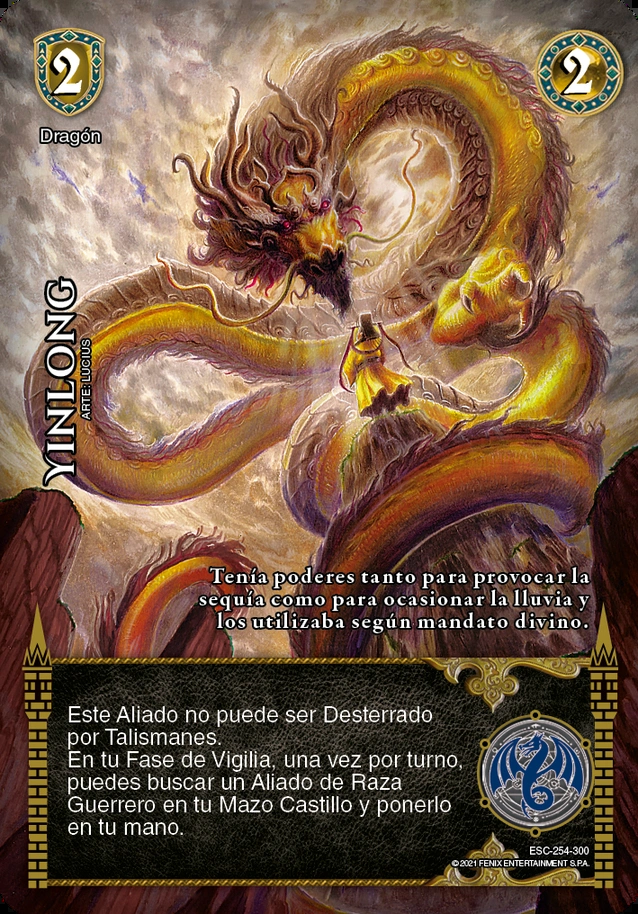 2
2
Dragón
YINLONG
ARTE: LUCIUS
Tenía poderes tanto para provocar la
sequía como para ocasionar la lluvia y
los utilizaba según mandato divino.
Este Aliado no puede ser Desterrado
por Talismanes.
En tu Fase de Vigilia, una vez por turno,
puedes buscar un Aliado de Raza
Guerrero en tu Mazo Castillo y ponerlo
en tu mano.
ESC-254-300
©2021 FENIX ENTERTAINMENT S.P.A.